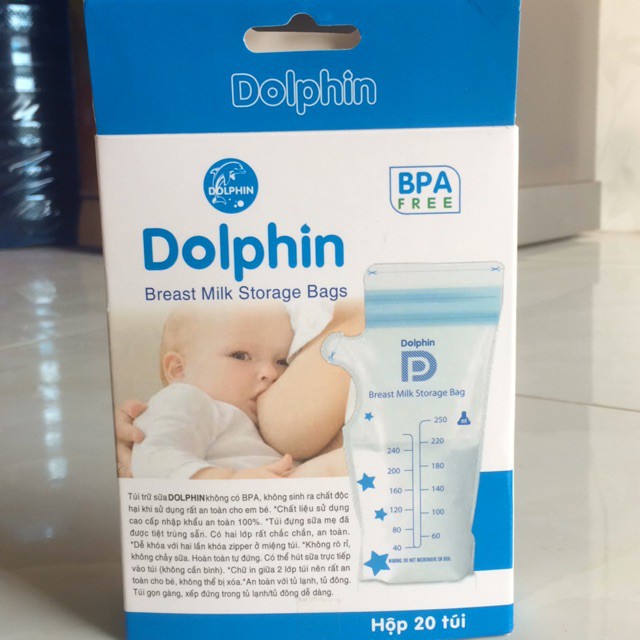 Dolphin
DOLPHIN
BPA
FREE
Dolphin
Breast Milk Storage Bags
Dolphin
Breast Milk Storage Bag
250
240
220
200
180
160
140
120
80
100
40
60
WARNING: DO NOT MICROWAVE OR BOIL
Túi trữ sữa DOLPHIN không có BPA, không sinh ra chất độc
hại khi sử dụng rất an toàn cho em bé. *Chất liệu sử dụng
cao cấp nhập khẩu an toàn 100%. *Túi đựng sữa mẹ đã
được tiệt trùng sẵn. Có hai lớp rất chắc chắn, an toàn.
*Dễ khóa với hai lần khóa zipper ở miệng túi. *Không rò rỉ,
không chảy sữa. Hoàn toàn tự đứng. Có thể hút sữa trực tiếp
vào túi (không cần bình). *Chữ in giữa 2 lớp túi nên rất an
toàn cho bé, không thể bị xóa.*An toàn với tủ lạnh, tủ đông.
Túi gọn gàng, xếp đứng trong tủ lạnh/tủ đông dễ dàng.
Hộp 20 túi